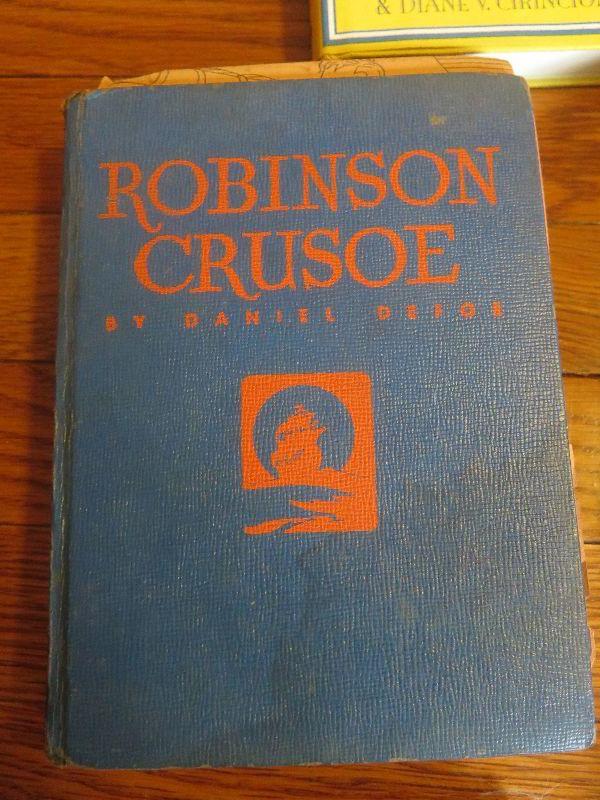 & DIANE V. CIRINCIO
ROBINSON
CRUSOE
BY DANIEL DEFOE